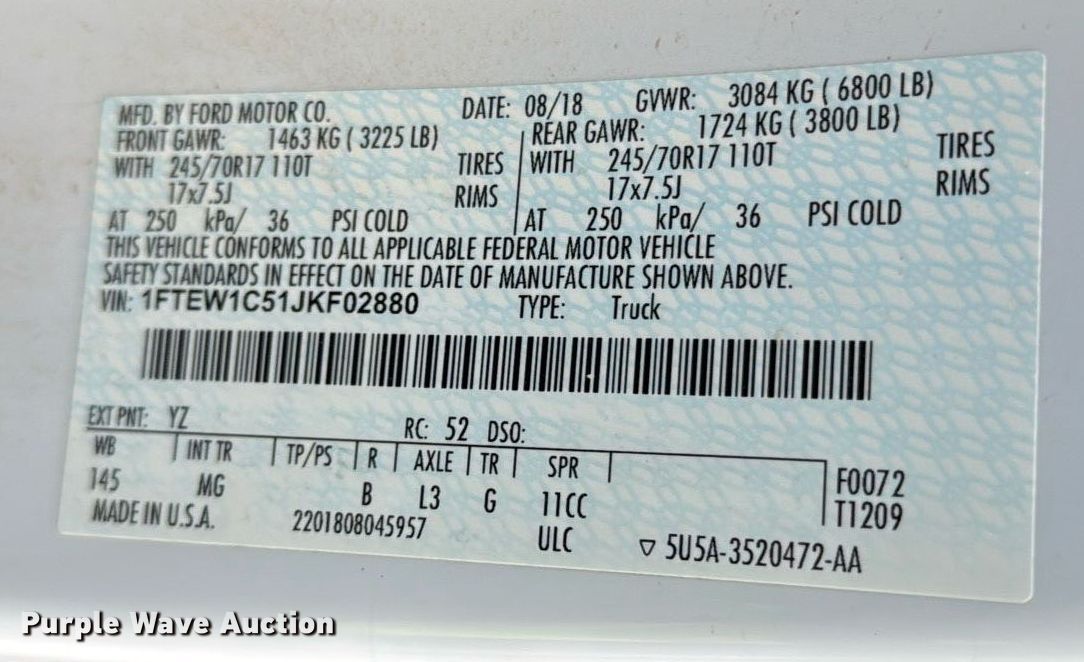 MFD. BY FORD MOTOR CO. DATE: 08/18 GVWR: 3084 KG ( 6800 LB)
FRONT GAWR: 1463 KG ( 3225 LB) REAR GAWR: 1724 KG ( 3800 LB)
WITH 245/70R17 110T TIRES WITH 245/70R17 110T TIRES
17x7.5J RIMS 17x7.5J RIMS
AT 250 kPa/ 36 PSI COLD AT 250 kPa/ 36 PSI COLD
THIS VEHICLE CONFORMS TO ALL APPLICABLE FEDERAL MOTOR VEHICLE
SAFETY STANDARDS IN EFFECT ON THE DATE OF MANUFACTURE SHOWN ABOVE.
VIN: 1FTEW1C51JKF02880 TYPE: Truck
EXT PNT: YZ RC: 52 DSO:
WB INT TR TP/PS R AXLE TR SPR F0072
145 MG B L3 G 11CC T1209
MADE IN U.S.A. 2201808045957 ULC ▽ 5U5A-3520472-AA
Purple Wave Auction